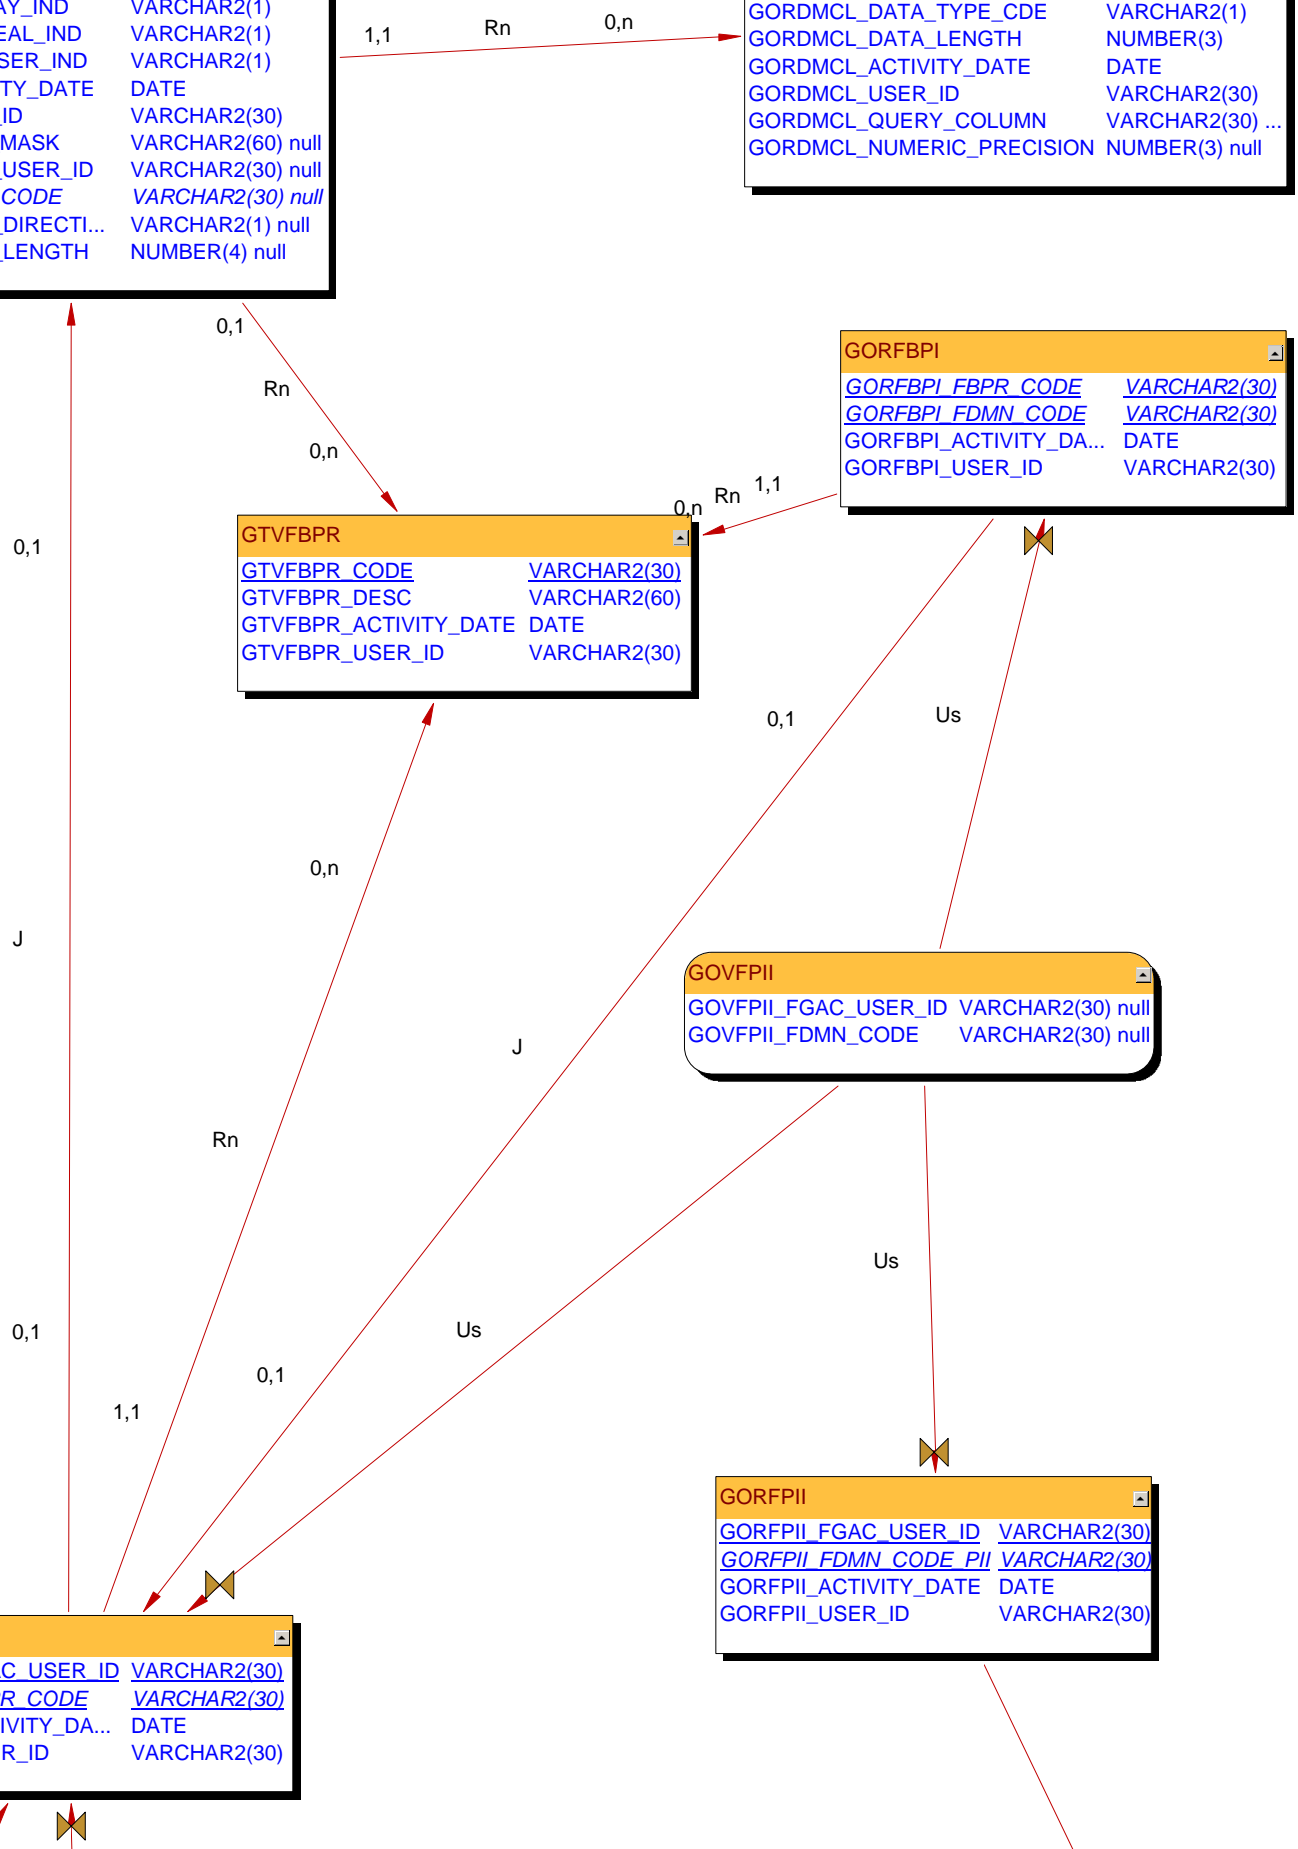 AY_IND VARCHAR2(1)
EAL_IND VARCHAR2(1)
SER_IND VARCHAR2(1)
TY_DATE DATE
_ID VARCHAR2(30)
MASK VARCHAR2(60) null
_USER_ID VARCHAR2(30) null
CODE VARCHAR2(30) null
_DIRECTI... VARCHAR2(1) null
_LENGTH NUMBER(4) null
1,1 Rn 0,n
GORDMCL_DATA_TYPE_CDE VARCHAR2(1)
GORDMCL_DATA_LENGTH NUMBER(3)
GORDMCL_ACTIVITY_DATE DATE
GORDMCL_USER_ID VARCHAR2(30)
GORDMCL_QUERY_COLUMN VARCHAR2(30) ...
GORDMCL_NUMERIC_PRECISION NUMBER(3) null
0,1
Rn
0,n
GORFBPI
GORFBPI_FBPR_CODE VARCHAR2(30)
GORFBPI_FDMN_CODE VARCHAR2(30)
GORFBPI_ACTIVITY_DA... DATE
GORFBPI_USER_ID VARCHAR2(30)
0,n Rn 1,1
GTVFBPR
GTVFBPR_CODE VARCHAR2(30)
GTVFBPR_DESC VARCHAR2(60)
GTVFBPR_ACTIVITY_DATE DATE
GTVFBPR_USER_ID VARCHAR2(30)
0,1
0,1
Us
0,n
J
GOVFPII
GOVFPII_FGAC_USER_ID VARCHAR2(30) null
GOVFPII_FDMN_CODE VARCHAR2(30) null
J
Rn
Us
0,1
Us
0,1
1,1
GORFPII
GORFPII_FGAC_USER_ID VARCHAR2(30)
GORFPII_FDMN_CODE_PII VARCHAR2(30)
GORFPII_ACTIVITY_DATE DATE
GORFPII_USER_ID VARCHAR2(30)
C_USER_ID VARCHAR2(30)
R_CODE VARCHAR2(30)
IVITY_DA... DATE
R_ID VARCHAR2(30)